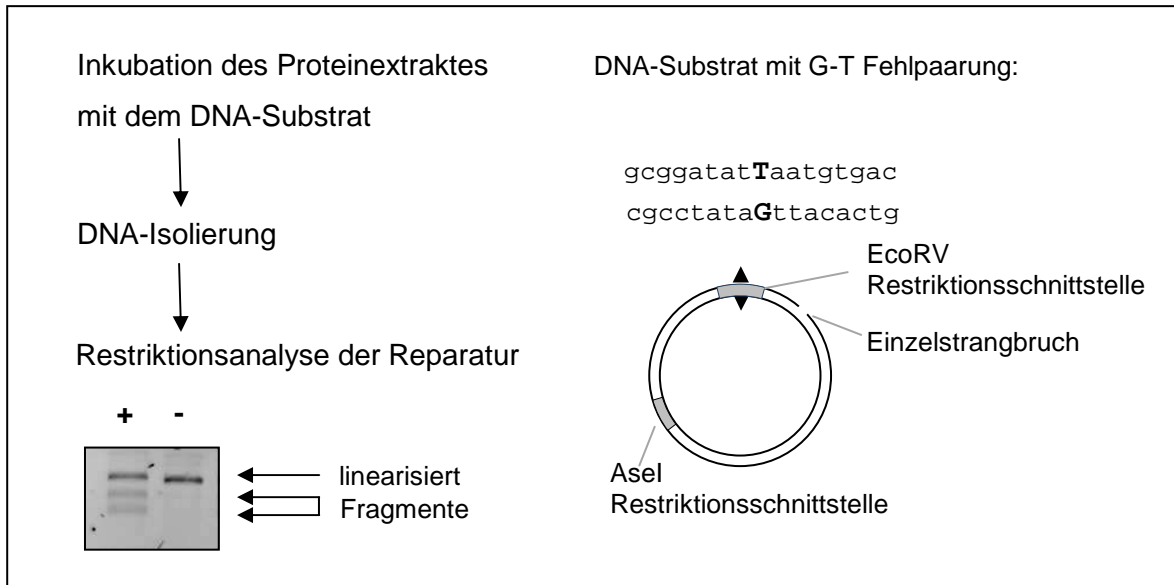 Inkubation des Proteinextraktes
mit dem DNA-Substrat
DNA-Isolierung
Restriktionsanalyse der Reparatur
+ -
linearisiert
Fragmente
DNA-Substrat mit G-T Fehlpaarung:
gcggatatTaatgtgac
cgcctataGttacactg
EcoRV
Restriktionsschnittstelle
Einzelstrangbruch
AseI
Restriktionsschnittstelle